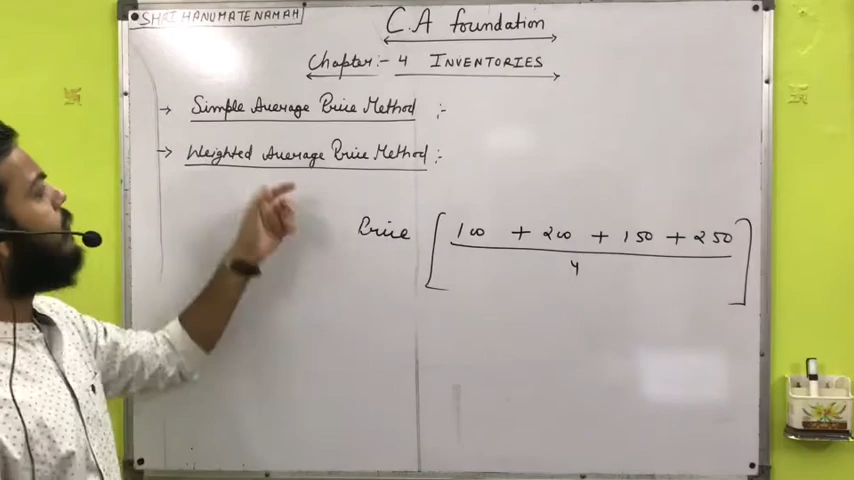 SHRI HANUMATE NAMAH
C.A foundation
Chapter:- 4 INVENTORIES
→ Simple Average Price Method :-
→ Weighted Average Price Method :-
Price [ 100 + 200 + 150 + 250 ]
4